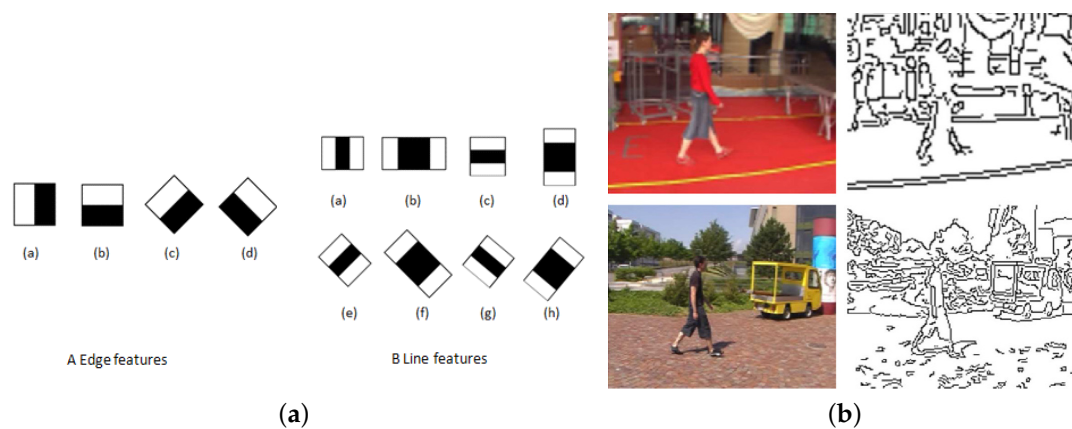 (a) (b) (c) (d)
A Edge features
(a) (b) (c) (d)
(e) (f) (g) (h)
B Line features
E
(a) (b)